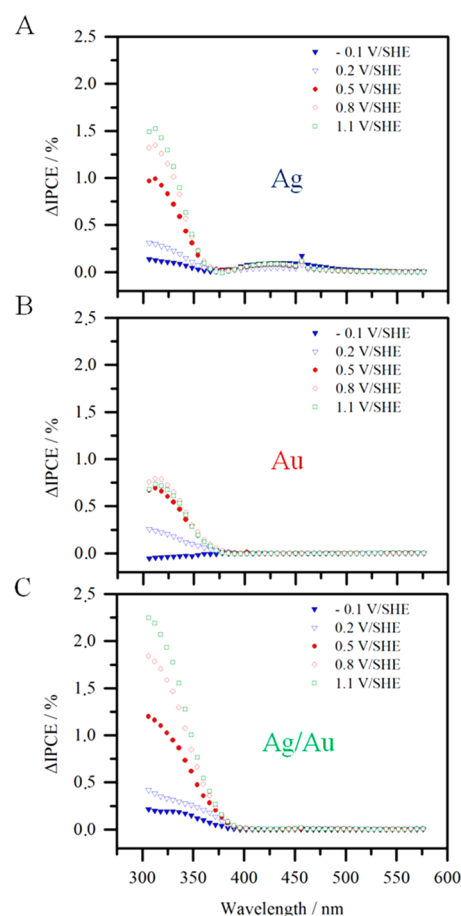 A
2.5
2.0
1.5
1.0
0.5
0.0
ΔIPCE / %
- 0.1 V/SHE
0.2 V/SHE
0.5 V/SHE
0.8 V/SHE
1.1 V/SHE
Ag
B
2.5
2.0
1.5
1.0
0.5
0.0
ΔIPCE / %
- 0.1 V/SHE
0.2 V/SHE
0.5 V/SHE
0.8 V/SHE
1.1 V/SHE
Au
C
2.5
2.0
1.5
1.0
0.5
0.0
ΔIPCE / %
- 0.1 V/SHE
0.2 V/SHE
0.5 V/SHE
0.8 V/SHE
1.1 V/SHE
Ag/Au
300 350 400 450 500 550 600
Wavelength / nm